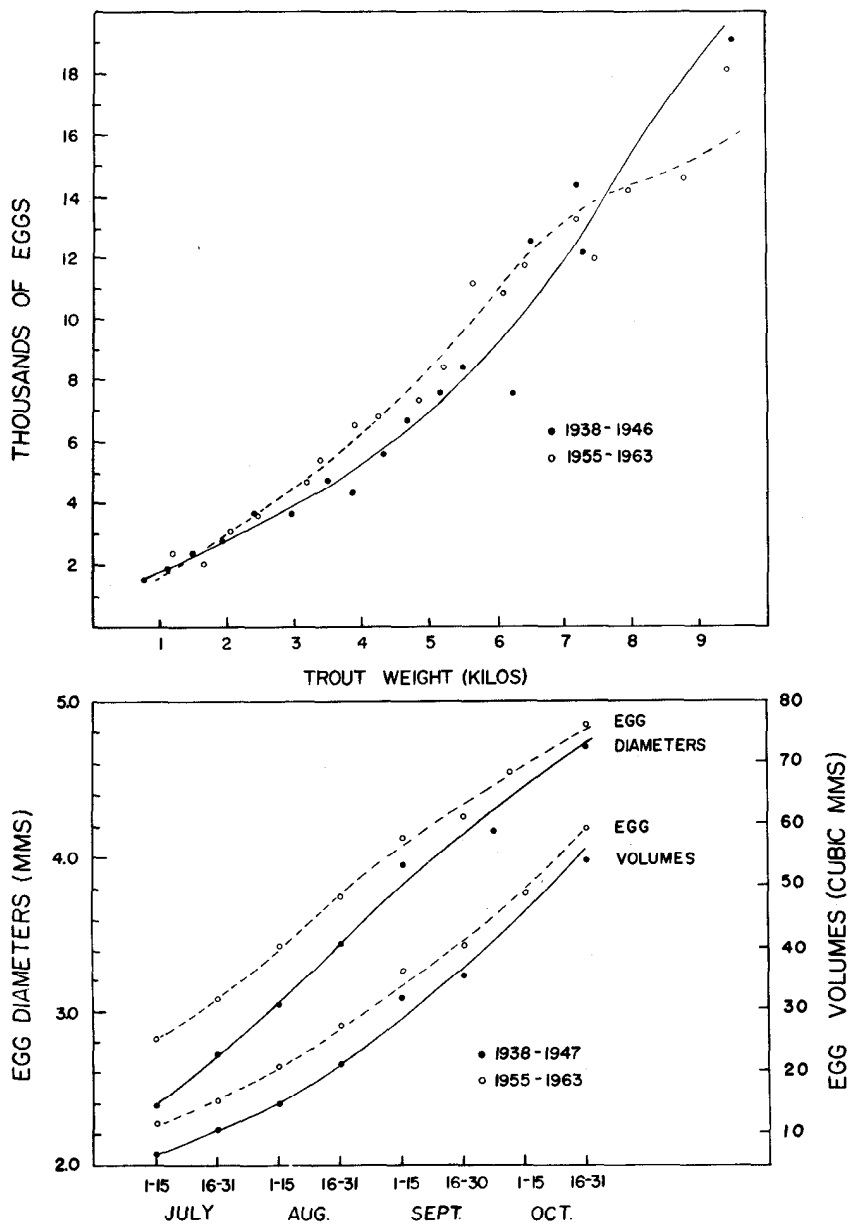 THOUSANDS OF EGGS
18
16
14
12
10
8
6
4
2
1938-1946
1955-1963
1 2 3 4 5 6 7 8 9
TROUT WEIGHT (KILOS)
EGG DIAMETERS (MMS)
5.0
4.0
3.0
2.0
EGG
DIAMETERS
EGG
VOLUMES
1938-1947
1955-1963
80
70
60
50
40
30
20
10
EGG VOLUMES (CUBIC MMS)
1-15 16-31 1-15 16-31 1-15 16-30 1-15 16-31
JULY AUG. SEPT. OCT.